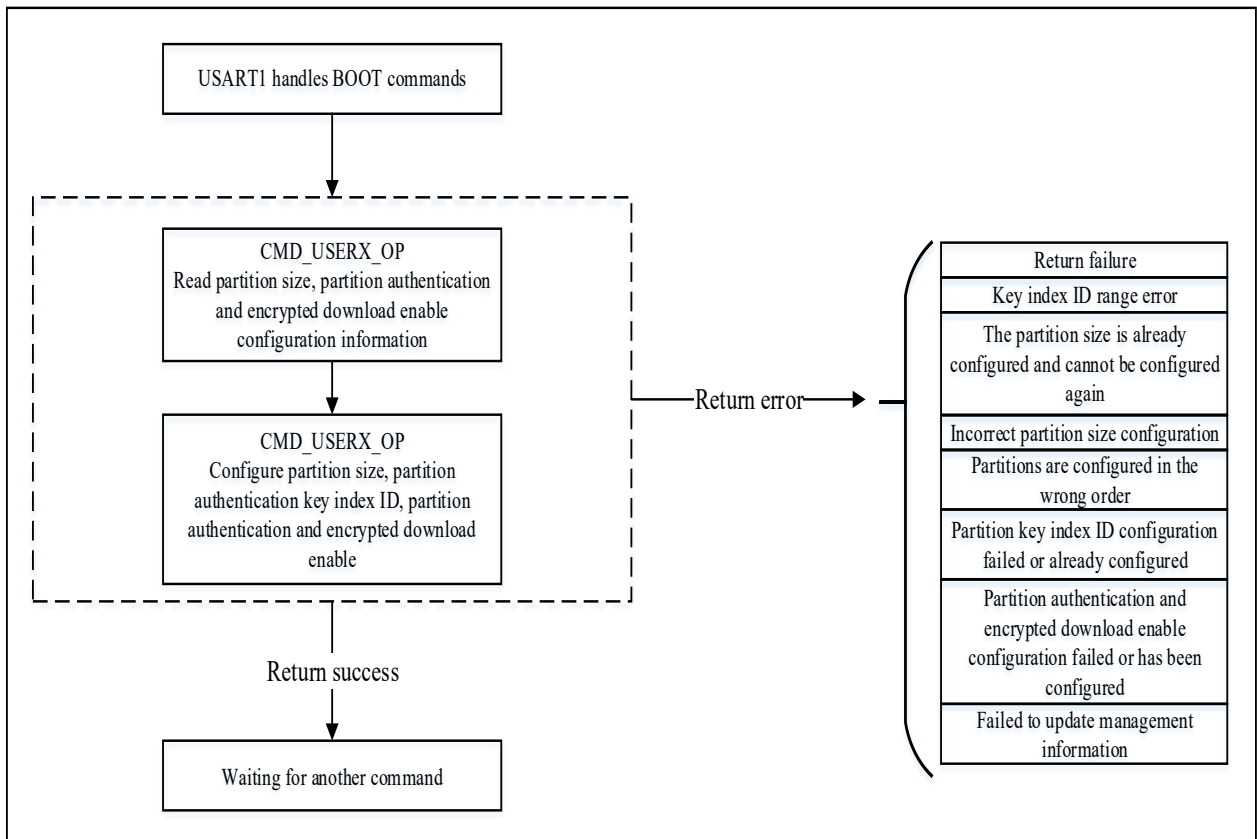 USART1 handles BOOT commands
CMD_USERX_OP
Read partition size, partition authentication
and encrypted download enable
configuration information
CMD_USERX_OP
Configure partition size, partition
authentication key index ID, partition
authentication and encrypted download
enable
Return success
Waiting for another command
Return error
Return failure
Key index ID range error
The partition size is already
configured and cannot be configured
again
Incorrect partition size configuration
Partitions are configured in the
wrong order
Partition key index ID configuration
failed or already configured
Partition authentication and
encrypted download enable
configuration failed or has been
configured
Failed to update management
information